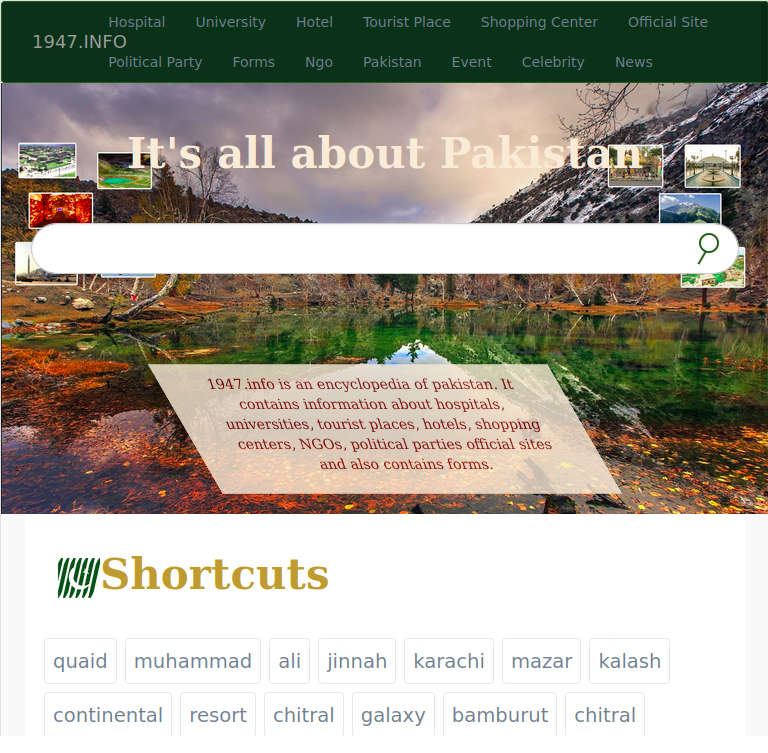 Hospital University Hotel Tourist Place Shopping Center Official Site
1947.INFO
Political Party Forms Ngo Pakistan Event Celebrity News
It's all about Pakistan
1947.info is an encyclopedia of pakistan. It
contains information about hospitals,
universities, tourist places, hotels, shopping
centers, NGOs, political parties official sites
and also contains forms.
Shortcuts
quaid muhammad ali jinnah karachi mazar kalash
continental resort chitral galaxy bamburut chitral